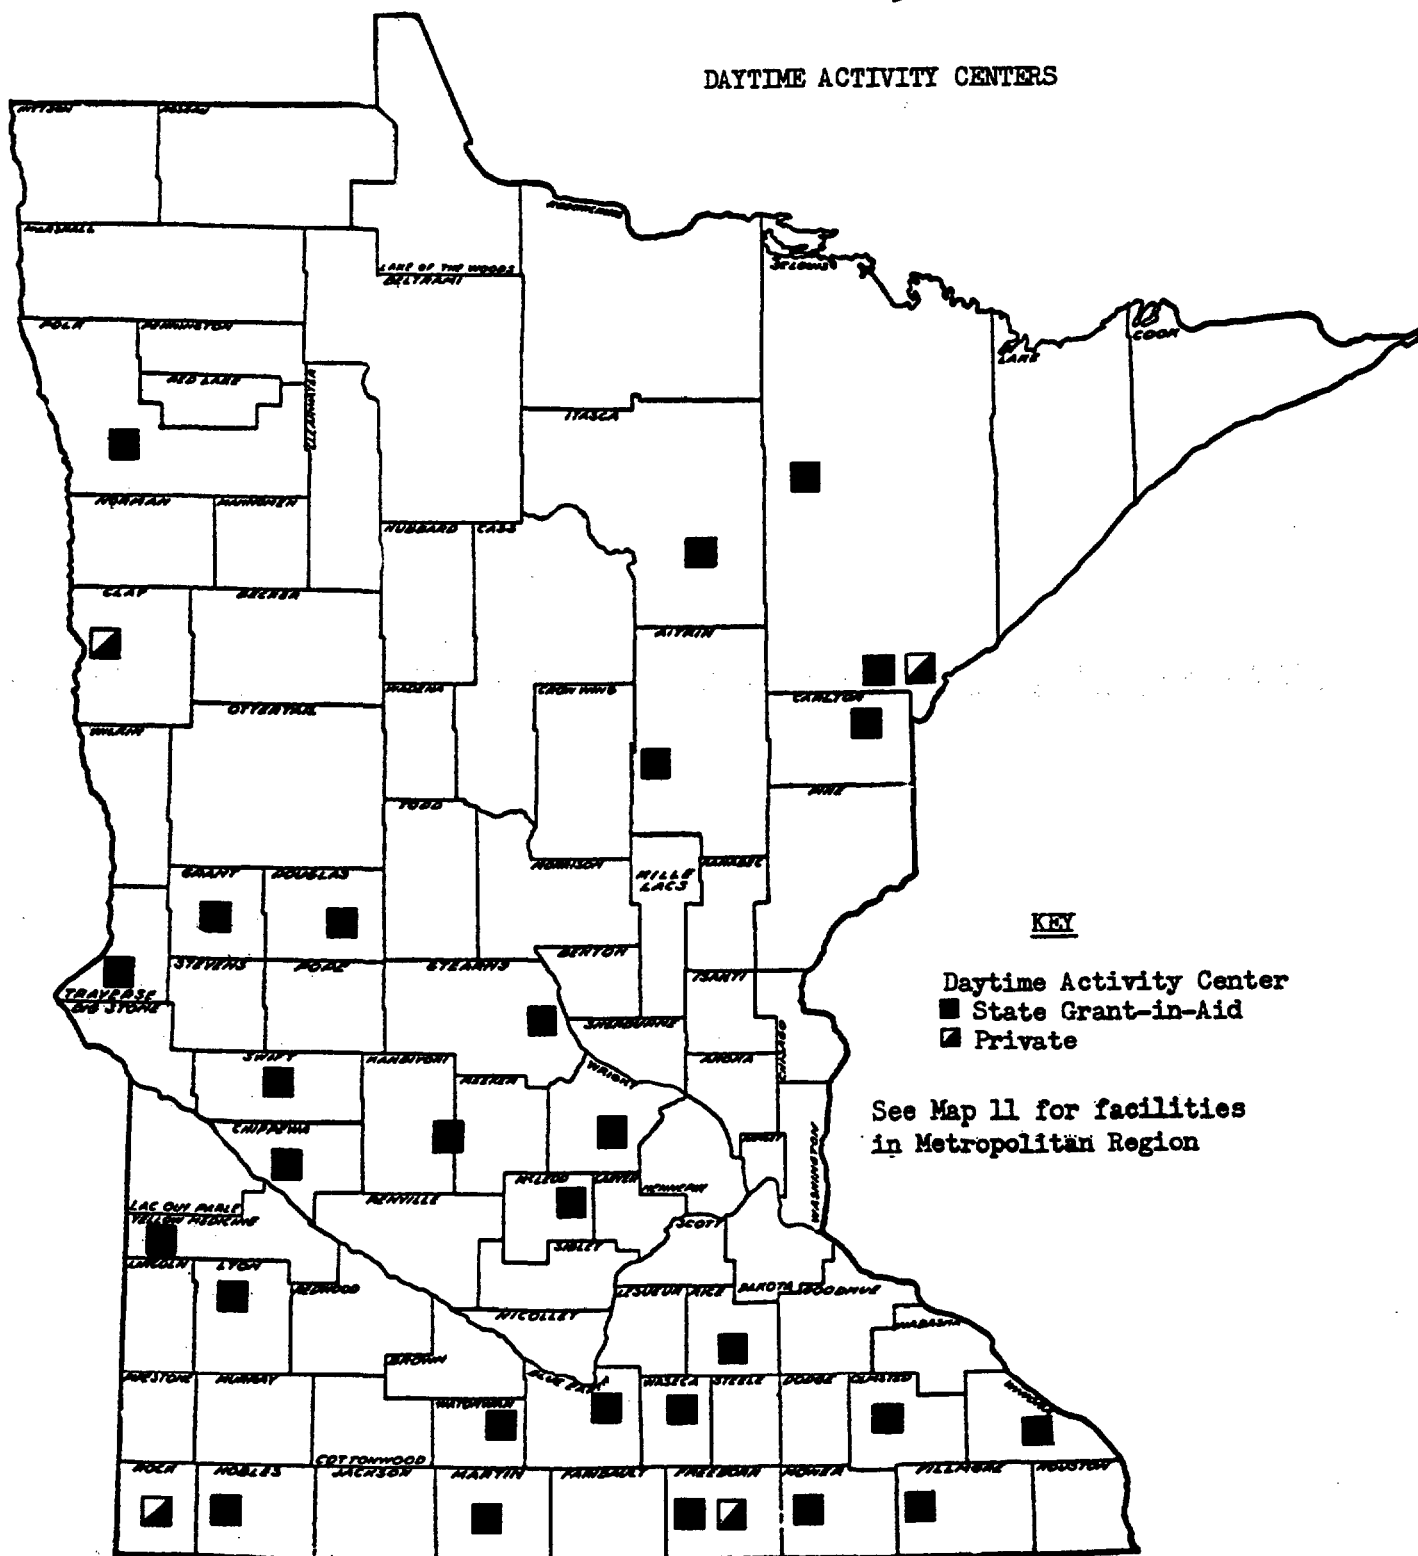 DAYTIME ACTIVITY CENTERS
KITTSON
ROSEAU
MARSHALL
LAKE OF THE WOODS
BELTRAMI
KOOCHICHING
ST LOUIS
COOK
LAKE
POLK
PENNINGTON
RED LAKE
CLEARWATER
ITASCA
NORMAN
MAHNOMEN
HUBBARD
CASS
CLAY
BECKER
AITKIN
WADENA
CROW WING
CARLTON
OTTERTAIL
WILKIN
PINE
TODD
MORRISON
KANABEC
MILLE
LACS
GRANT
DOUGLAS
KEY
BENTON
STEVENS
POPE
STEARNS
ISANTI
Daytime Activity Center
TRAVERSE
BIG STONE
State Grant-in-Aid
SHERBURNE
Private
CHISAGO
SWIFT
KANDIYOHI
ANOKA
MEEKER
WRIGHT
See Map 11 for facilities
in Metropolitan Region
CHIPPEWA
RAMSEY
WASHINGTON
MCLEOD
CARVER
HENNEPIN
RENVILLE
LAC QUI PARLE
YELLOW MEDICINE
SCOTT
SIBLEY
LINCOLN
LYON
REDWOOD
LESUEUR
RICE
DAKOTA
GOODHUE
NICOLLET
WABASHA
BROWN
PIPESTONE
MURRAY
BLUE EARTH
WASECA
STEELE
DODGE
OLMSTED
WINONA
WATONWAN
COTTONWOOD
ROCK
NOBLES
JACKSON
MARTIN
FARIBAULT
FREEBORN
MOWER
FILLMORE
HOUSTON